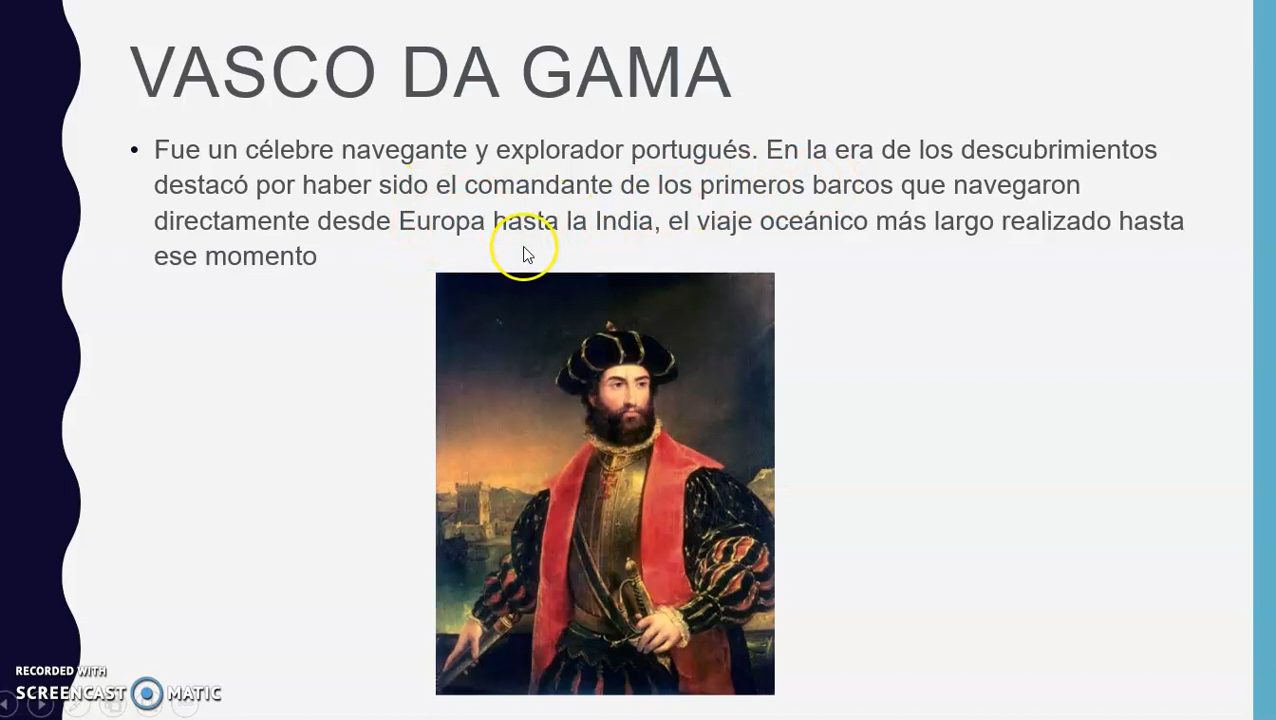 VASCO DA GAMA
• Fue un célebre navegante y explorador portugués. En la era de los descubrimientos
destacó por haber sido el comandante de los primeros barcos que navegaron
directamente desde Europa hasta la India, el viaje oceánico más largo realizado hasta
ese momento
RECORDED WITH
SCREENCAST MATIC